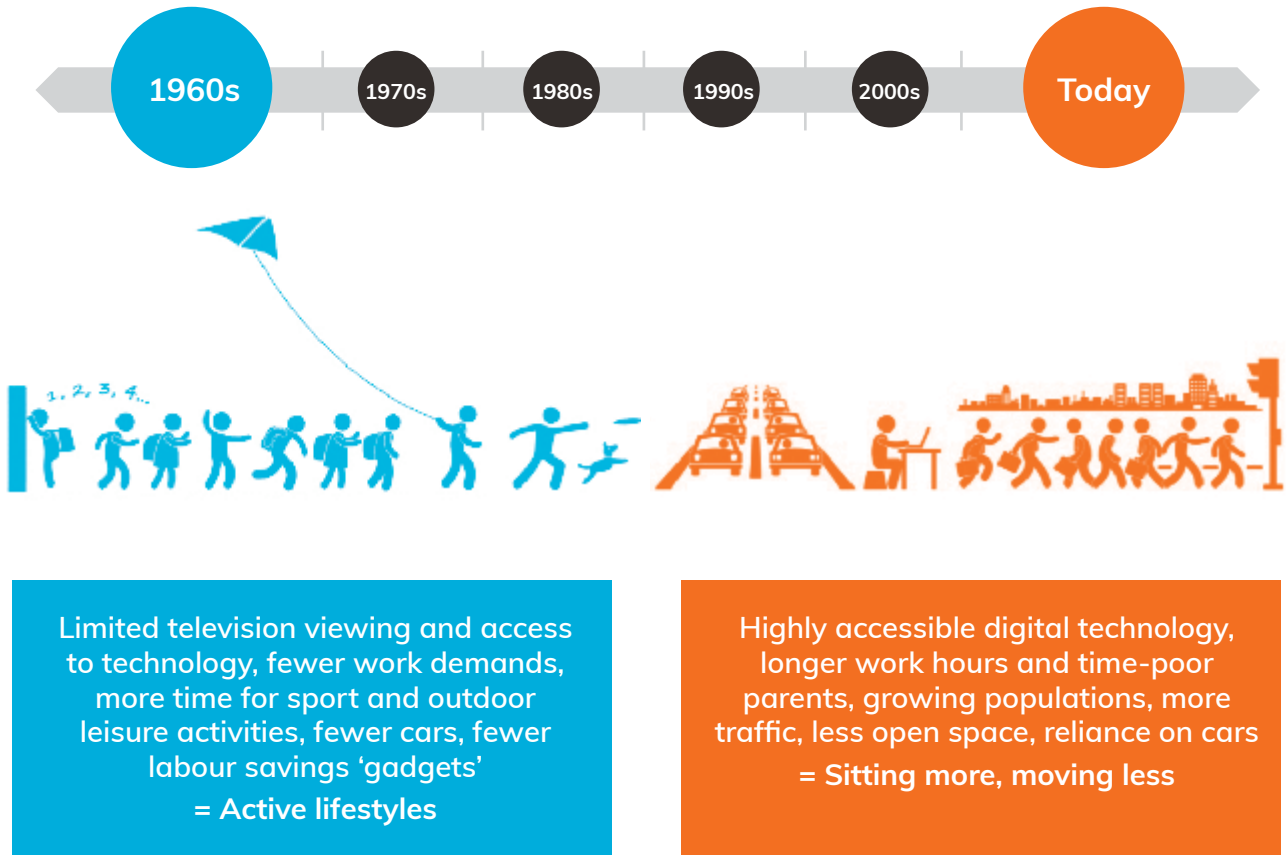 1960s
1970s
1980s
1990s
2000s
Today
1, 2, 3, 4...
Limited television viewing and access
to technology, fewer work demands,
more time for sport and outdoor
leisure activities, fewer cars, fewer
labour savings ‘gadgets’
= Active lifestyles
Highly accessible digital technology,
longer work hours and time-poor
parents, growing populations, more
traffic, less open space, reliance on cars
= Sitting more, moving less